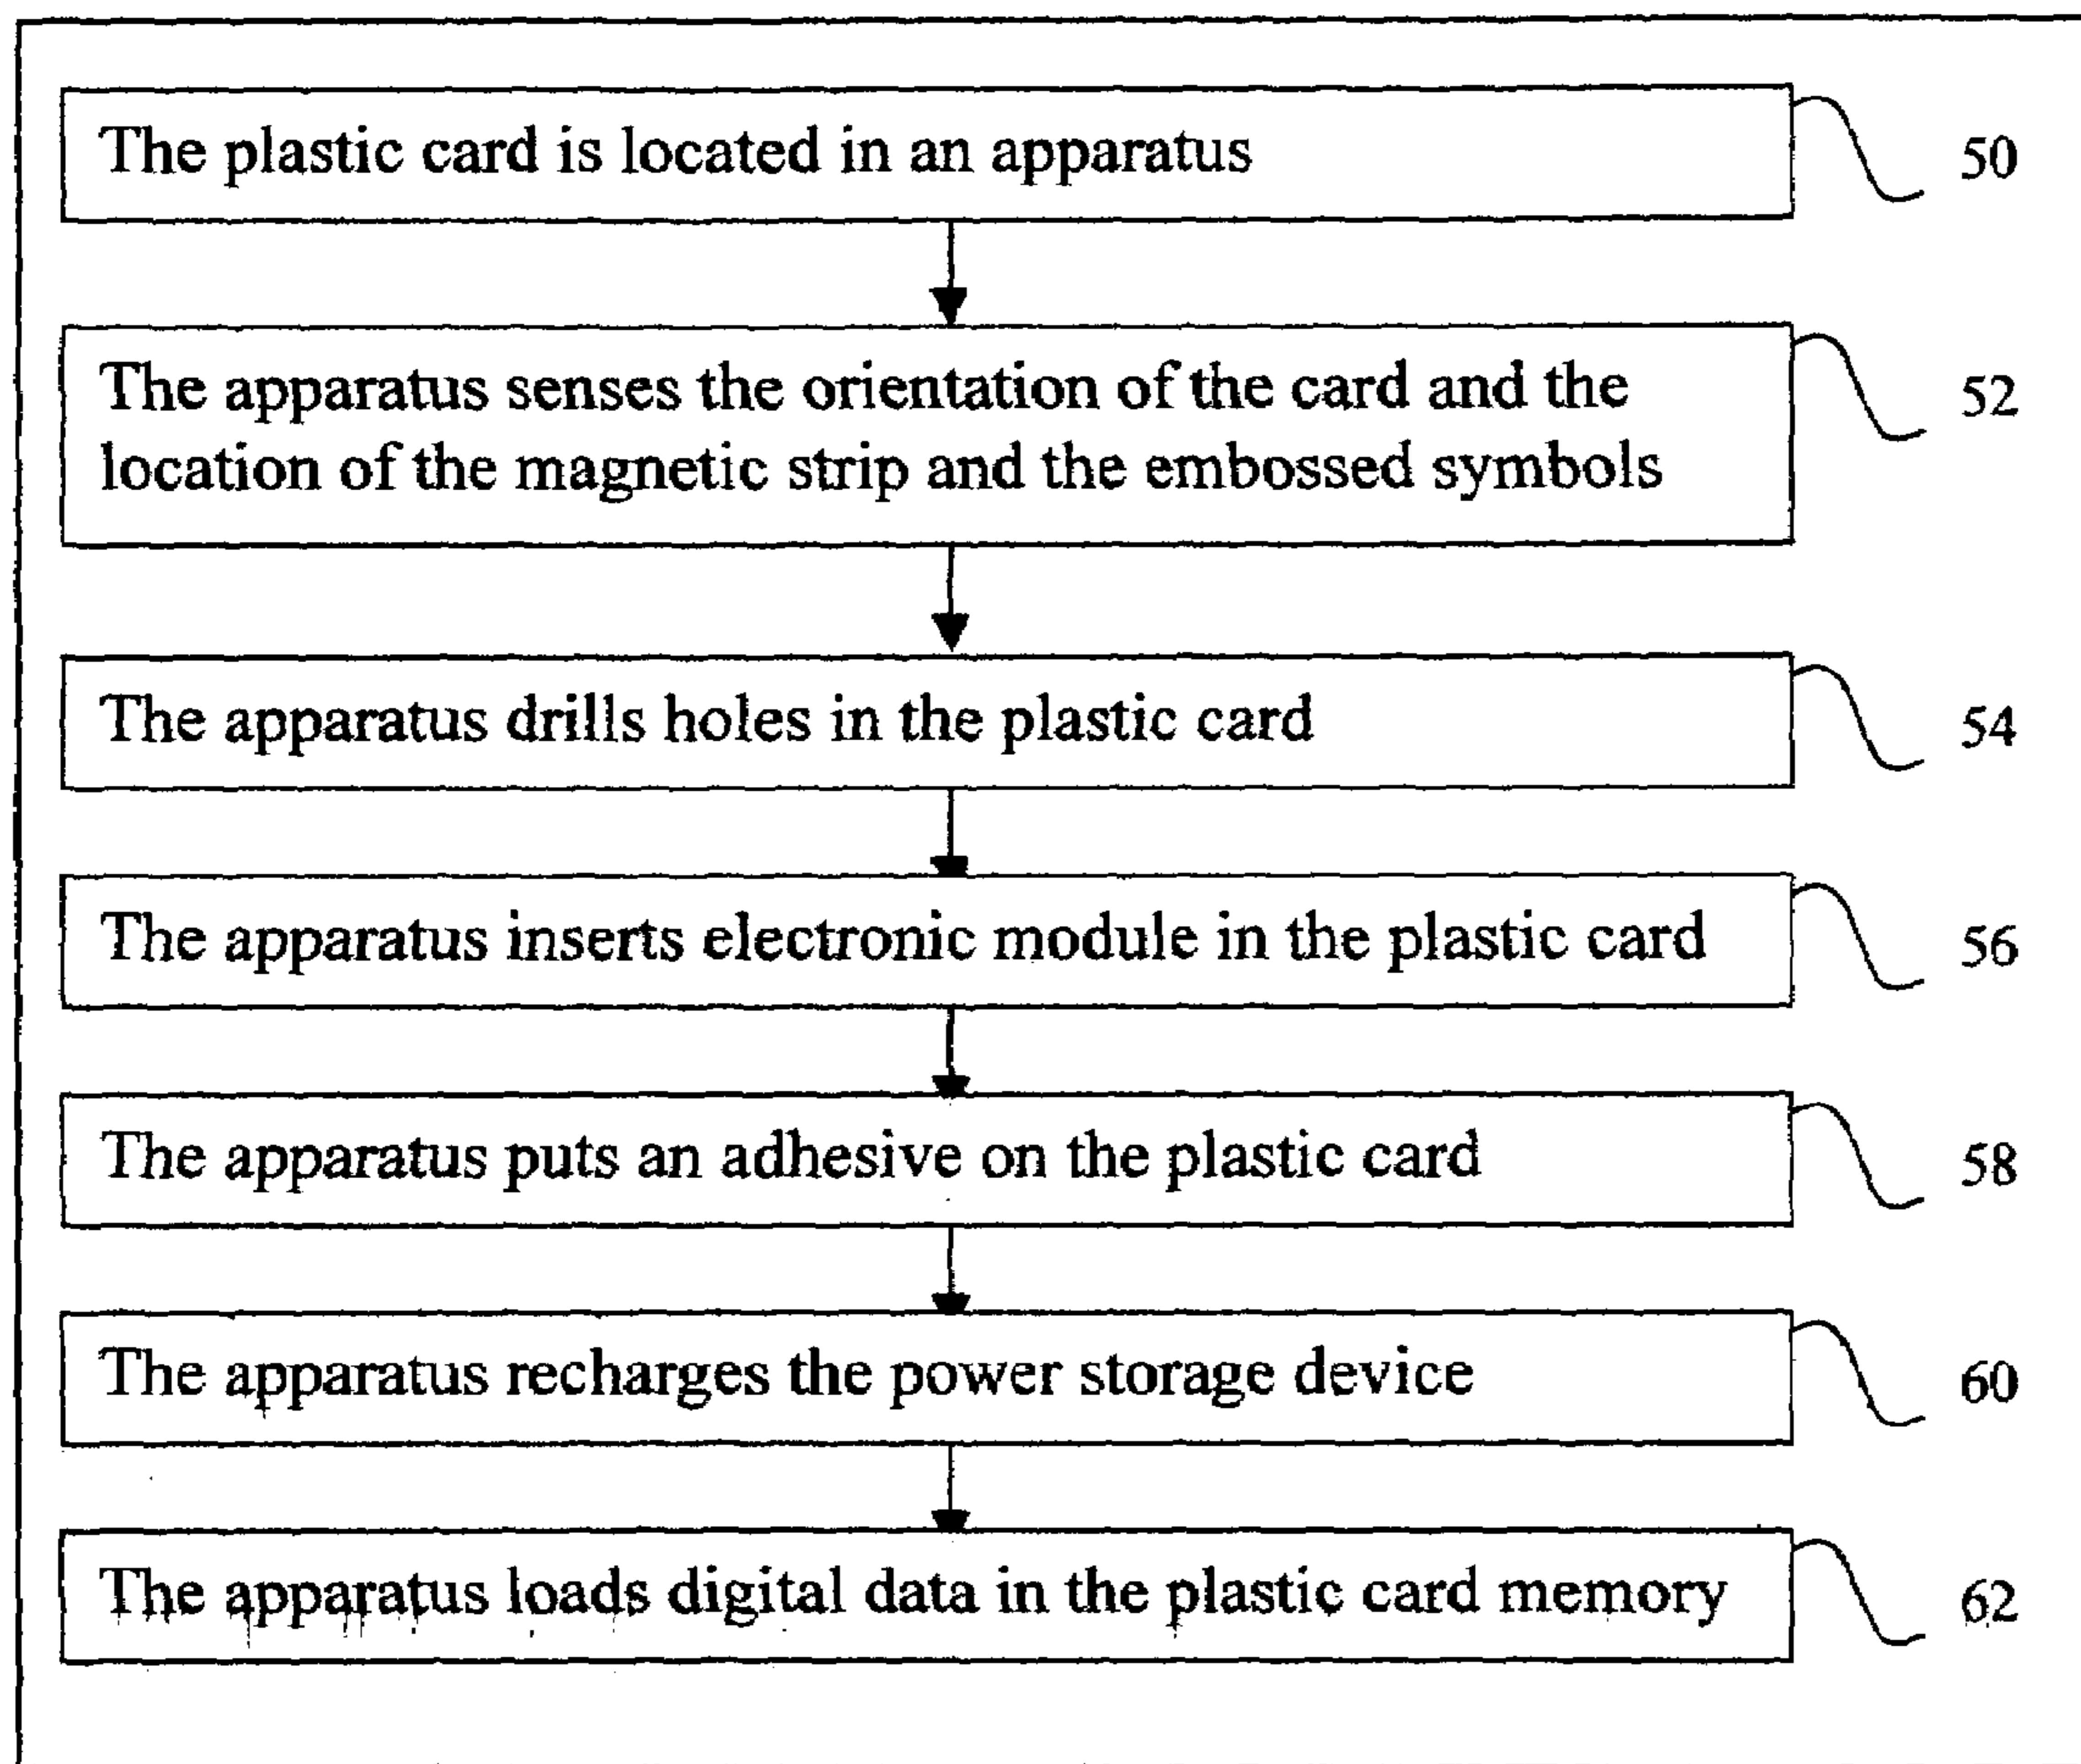 The plastic card is located in an apparatus
50
The apparatus senses the orientation of the card and the
location of the magnetic strip and the embossed symbols
52
The apparatus drills holes in the plastic card
54
The apparatus inserts electronic module in the plastic card
56
The apparatus puts an adhesive on the plastic card
58
The apparatus recharges the power storage device
60
The apparatus loads digital data in the plastic card memory
62